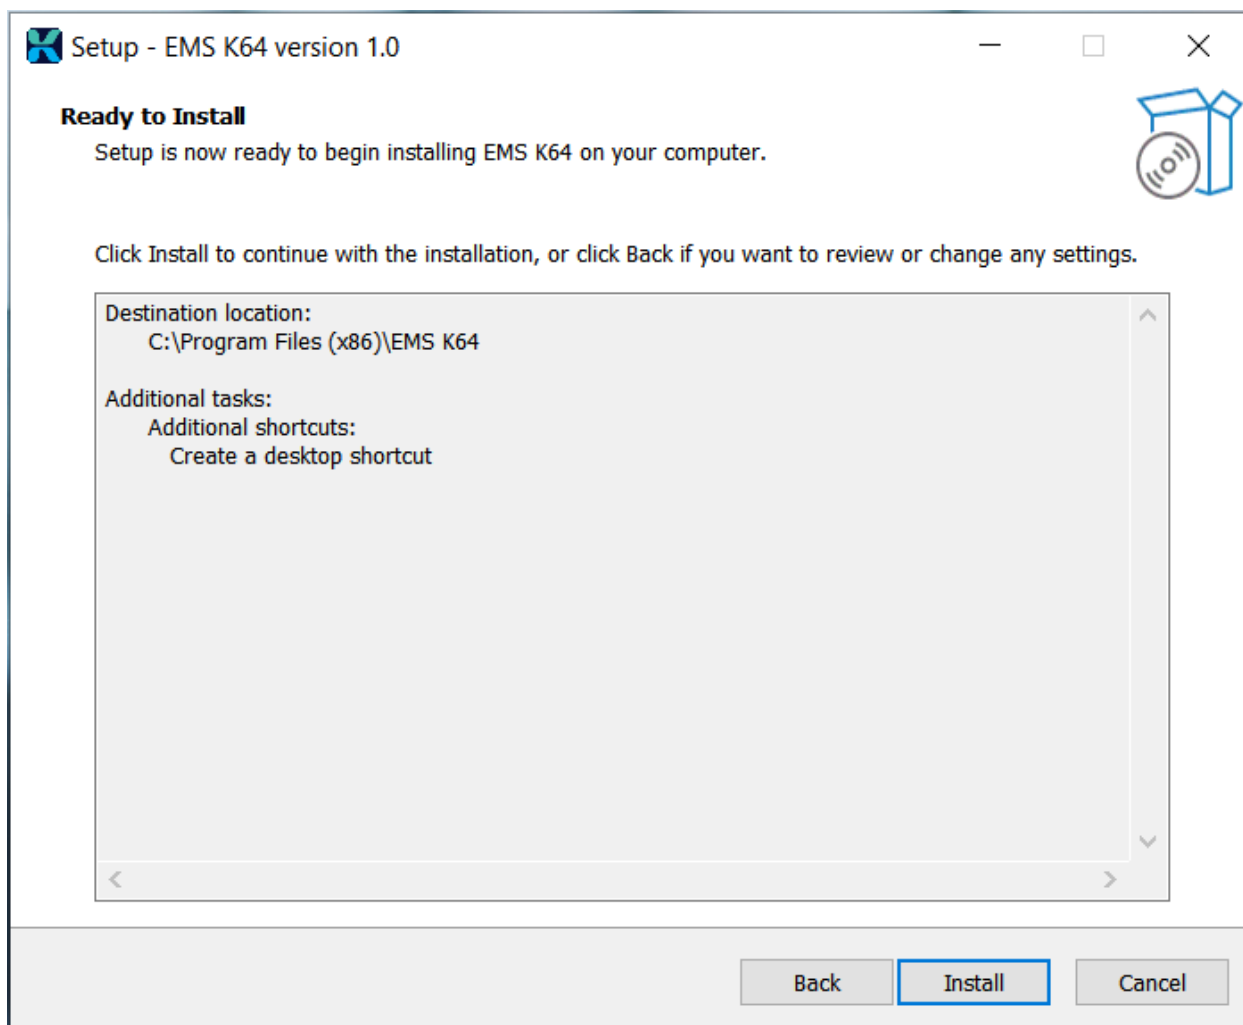 Setup - EMS K64 version 1.0
Ready to Install
Setup is now ready to begin installing EMS K64 on your computer.
Click Install to continue with the installation, or click Back if you want to review or change any settings.
Destination location:
C:\Program Files (x86)\EMS K64
Additional tasks:
Additional shortcuts:
Create a desktop shortcut
Back Install Cancel